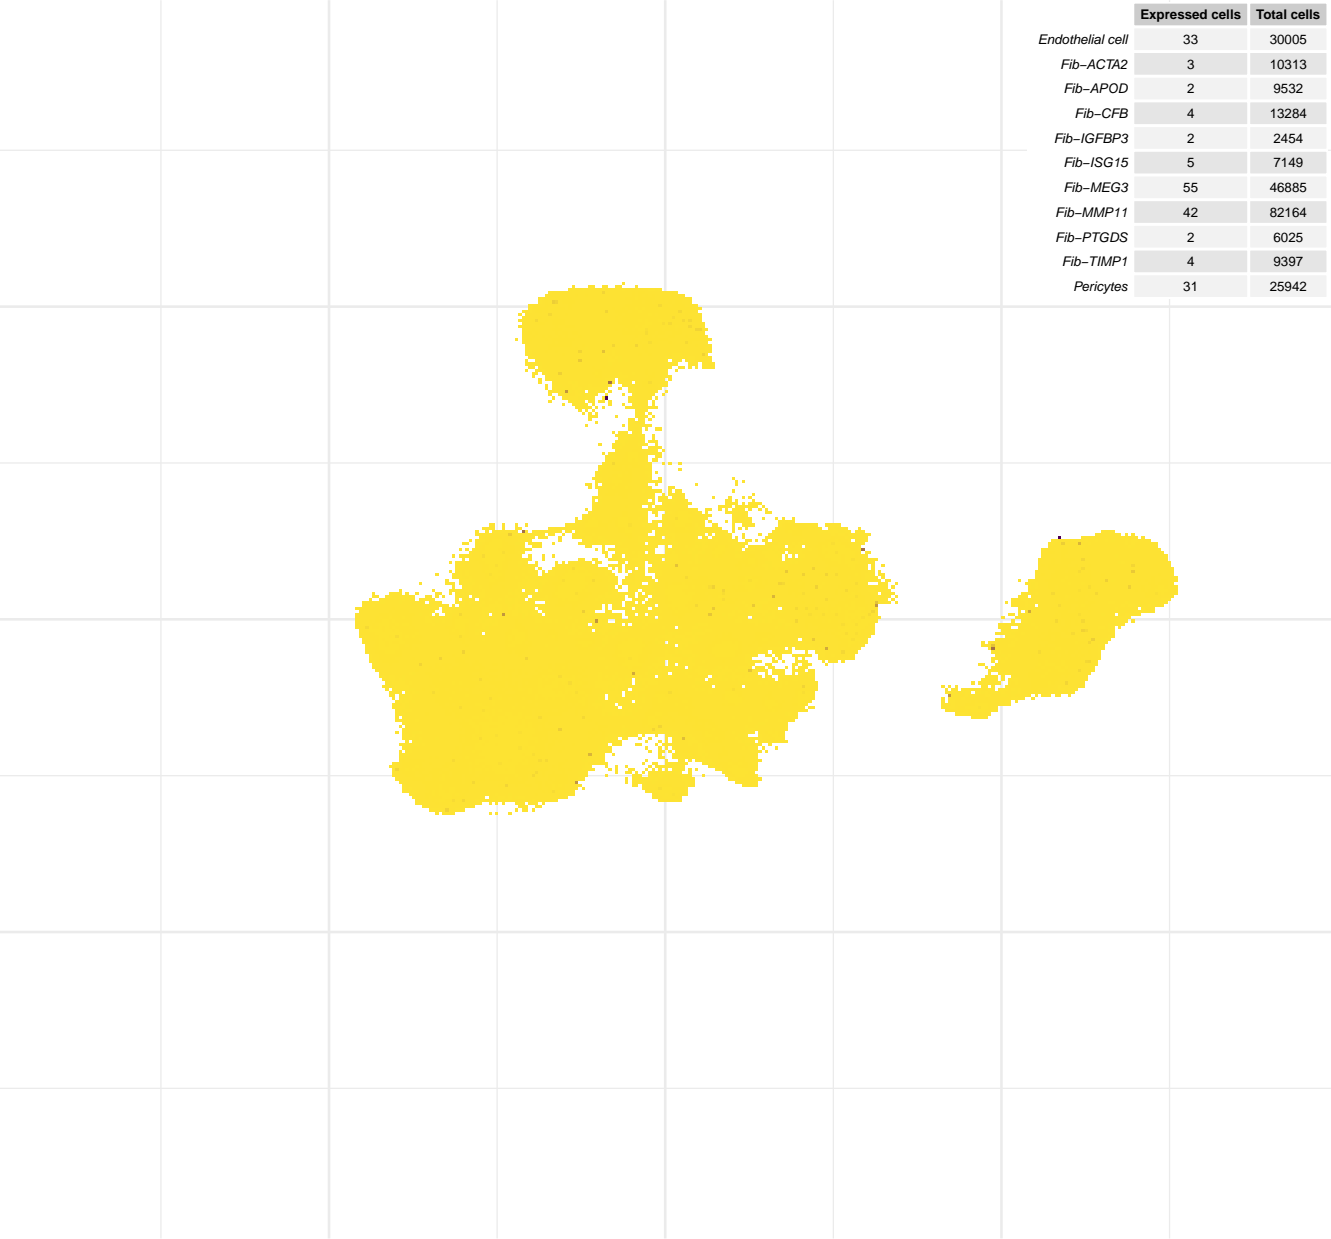 Expressed cells Total cells
Endothelial cell 33 30005
Fib−ACTA2 3 10313
Fib−APOD 2 9532
Fib−CFB 4 13284
Fib−IGFBP3 2 2454
Fib−ISG15 5 7149
Fib−MEG3 55 46885
Fib−MMP11 42 82164
Fib−PTGDS 2 6025
Fib−TIMP1 4 9397
Pericytes 31 25942